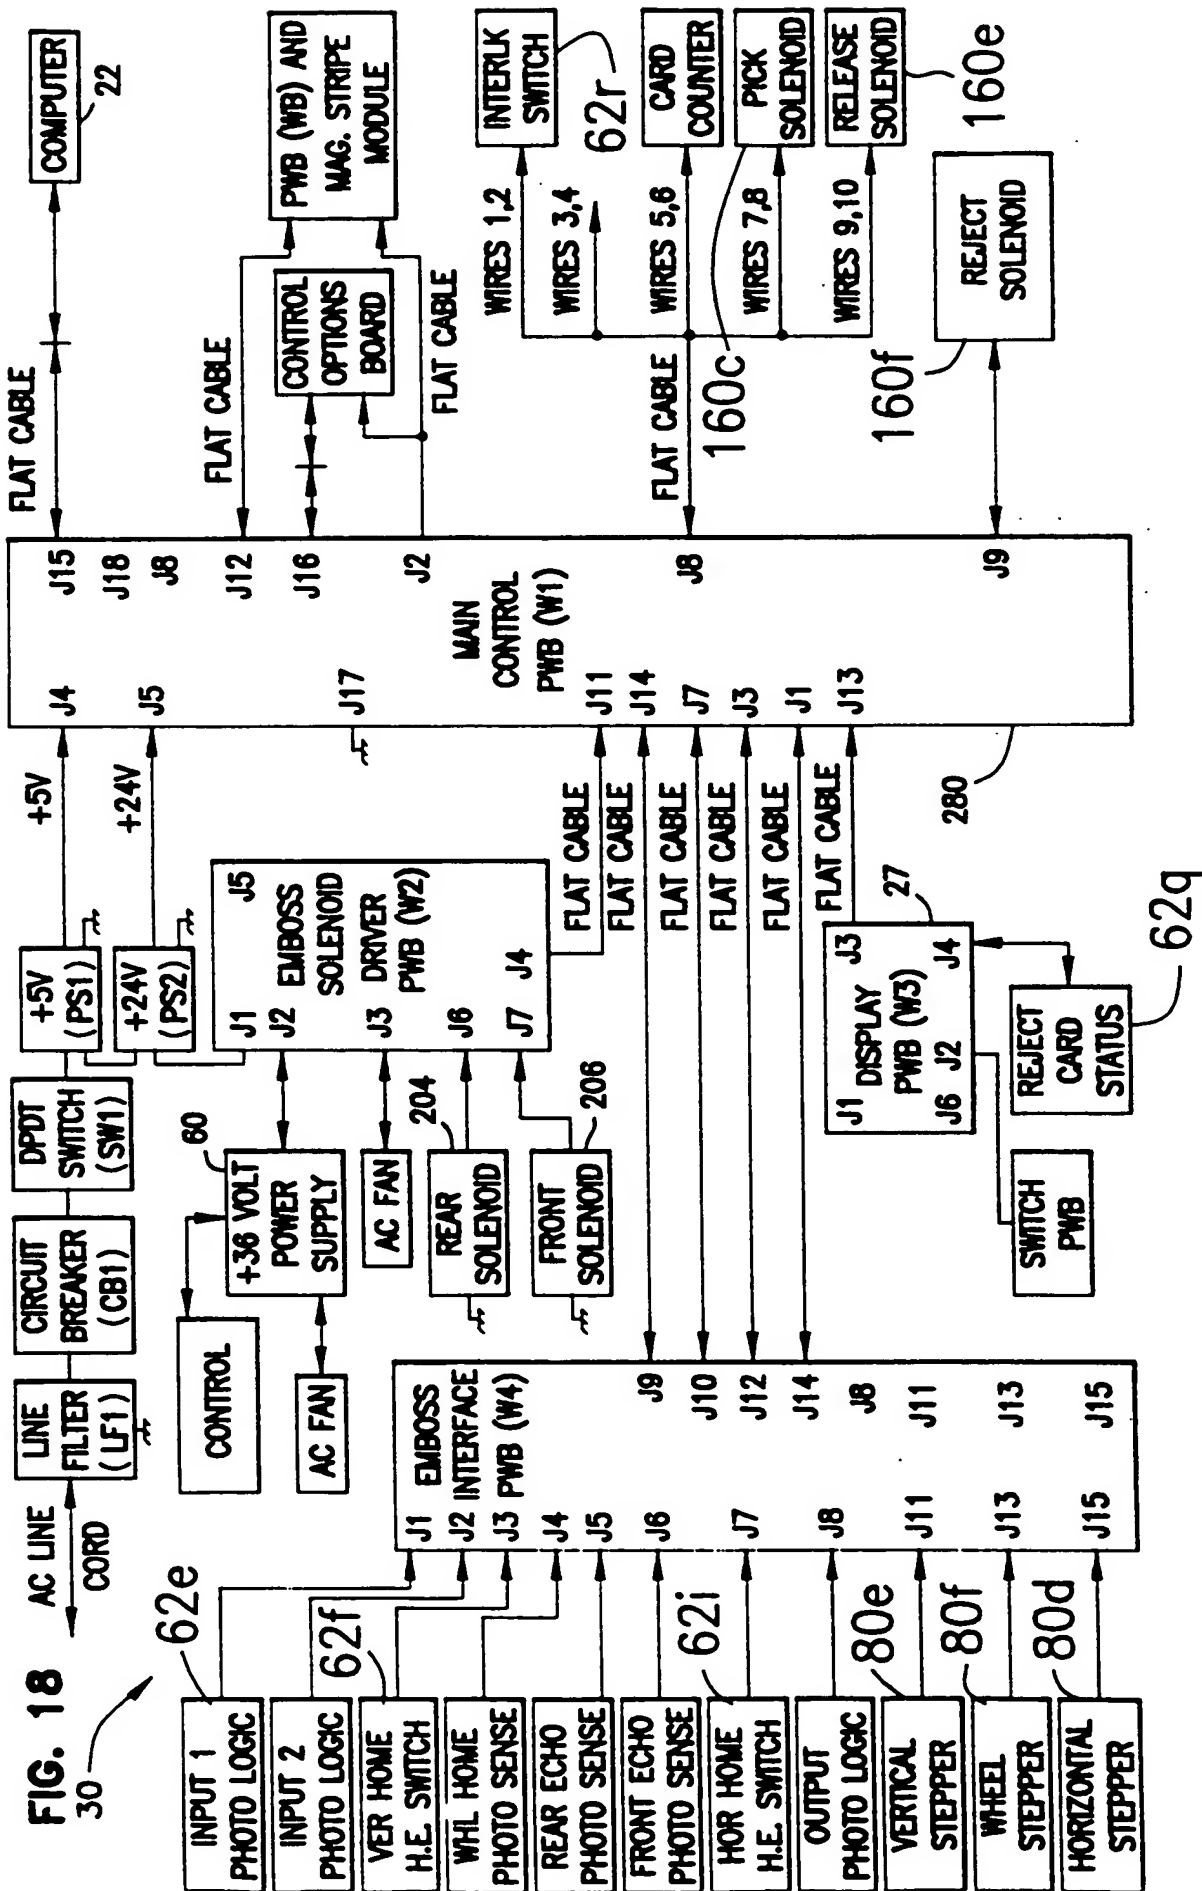 FIG. 18
30
AC LINE
CORD
LINE
FILTER
(LF1)
CIRCUIT
BREAKER
(CB1)
DPDT
SWITCH
(SW1)
+5V
(PS1)
+24V
(PS2)
+5V
+24V
CONTROL
60
+36 VOLT
POWER
SUPPLY
AC FAN
AC FAN
204
REAR
SOLENOID
206
FRONT
SOLENOID
J1
J2
J3
J6
J7
J5
J4
EMBOSS
SOLENOID
DRIVER
PWB (W2)
62e
INPUT 1
PHOTO LOGIC
INPUT 2
PHOTO LOGIC
62f
VER HOME
H.E. SWITCH
WHL HOME
PHOTO SENSE
REAR ECHO
PHOTO SENSE
FRONT ECHO
PHOTO SENSE
62i
HOR HOME
H.E. SWITCH
OUTPUT
PHOTO LOGIC
80e
VERTICAL
STEPPER
80f
WHEEL
STEPPER
80d
HORIZONTAL
STEPPER
J1
J2
J3
J4
J5
J6
J7
J8
J11
J13
J15
EMBOSS
INTERFACE
PWB (W4)
J9
J10
J12
J14
J8
J11
J13
J15
FLAT CABLE
FLAT CABLE
FLAT CABLE
FLAT CABLE
FLAT CABLE
FLAT CABLE
SWITCH
PWB
J1
J6
DISPLAY
PWB (W3)
J2
J3
J4
27
REJECT
CARD
STATUS
62q
J4
J5
J17
J11
J14
J7
J3
J1
J13
MAIN
CONTROL
PWB (W1)
280
J15
J18
J8
J12
J16
J2
J8
J9
FLAT CABLE
COMPUTER
22
FLAT CABLE
PWB (WB) AND
MAG. STRIPE
MODULE
CONTROL
OPTIONS
BOARD
FLAT CABLE
FLAT CABLE
WIRES 1,2
INTERLK
SWITCH
62r
WIRES 3,4
WIRES 5,6
CARD
COUNTER
160c
WIRES 7,8
PICK
SOLENOID
WIRES 9,10
RELEASE
SOLENOID
160e
160f
REJECT
SOLENOID